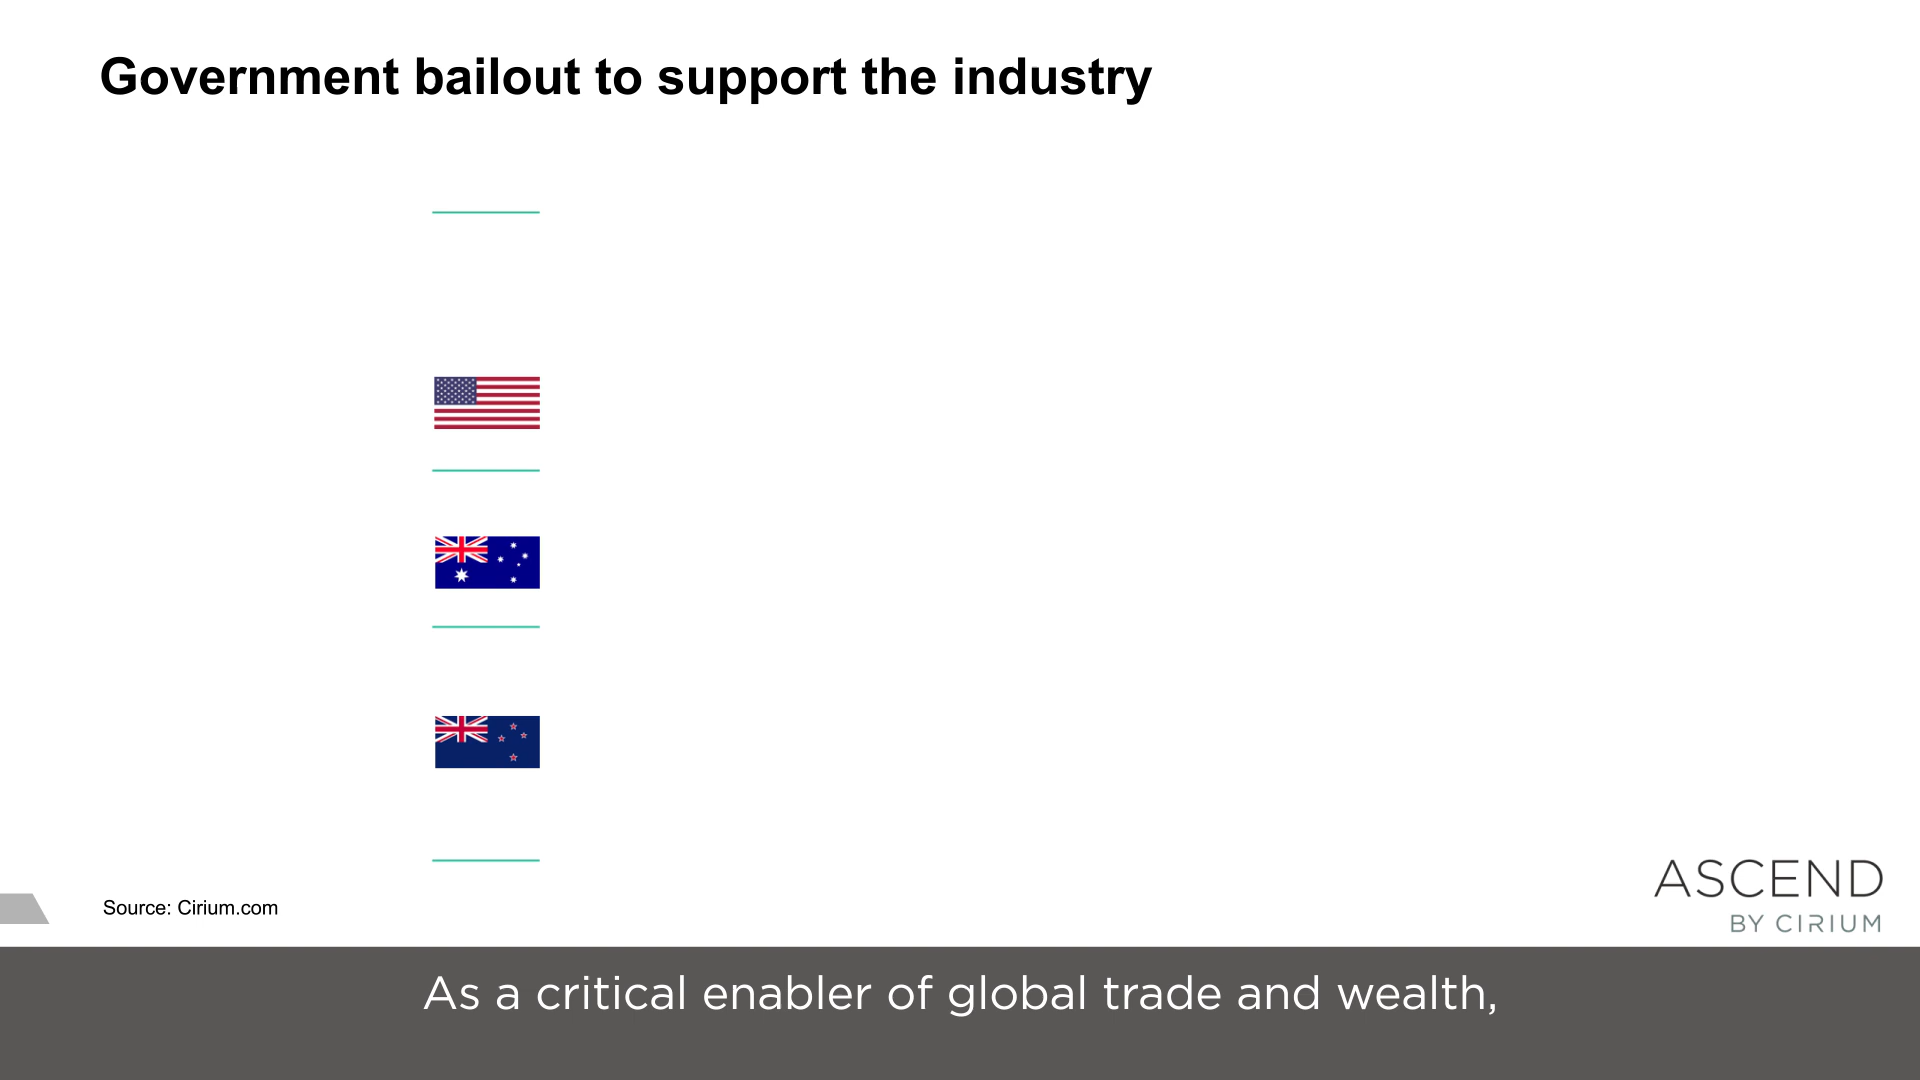 Government bailout to support the industry
Source: Cirium.com
ASCEND
BY CIRIUM
As a critical enabler of global trade and wealth,